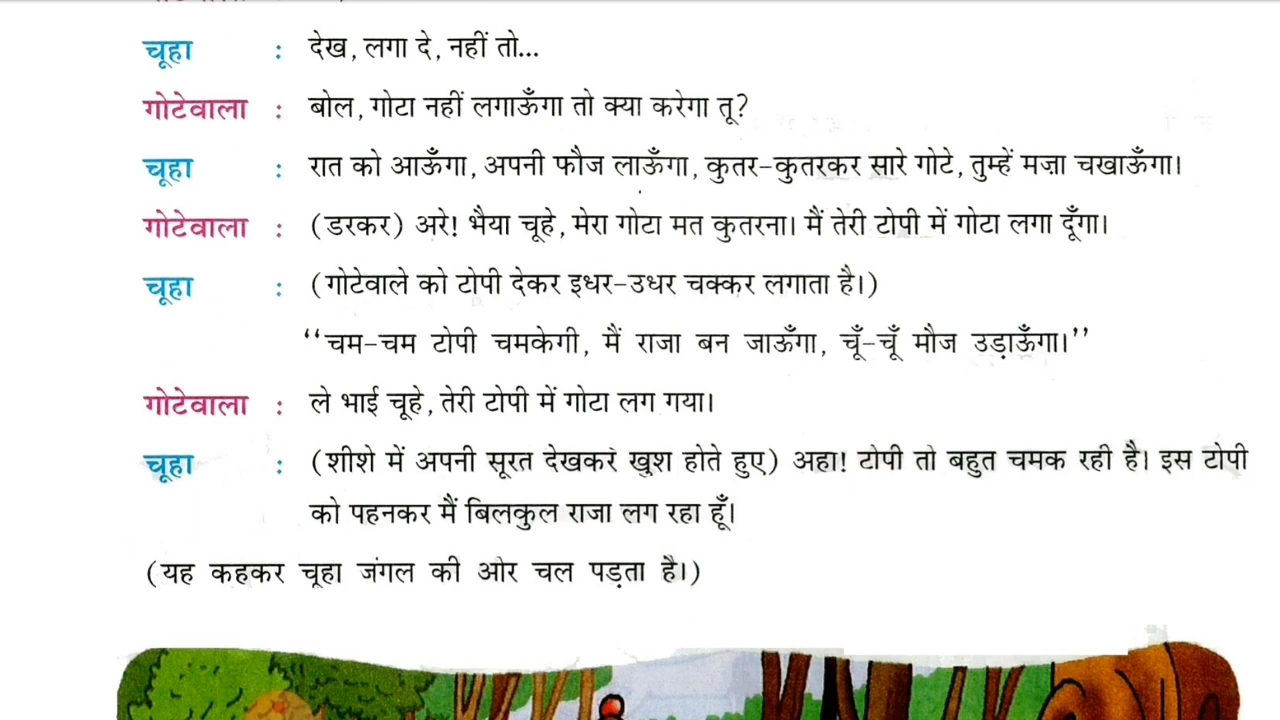 चूहा : देख, लगा दे, नहीं तो...
गोटेवाला : बोल, गोटा नहीं लगाऊँगा तो क्या करेगा तू?
चूहा : रात को आऊँगा, अपनी फौज लाऊँगा, कुतर-कुतरकर सारे गोटे, तुम्हें मज़ा चखाऊँगा।
गोटेवाला : (डरकर) अरे! भैया चूहे, मेरा गोटा मत कुतरना। मैं तेरी टोपी में गोटा लगा दूँगा।
चूहा : (गोटेवाले को टोपी देकर इधर-उधर चक्कर लगाता है।)
“चम-चम टोपी चमकेगी, मैं राजा बन जाऊँगा, चूँ-चूँ मौज उड़ाऊँगा।”
गोटेवाला : ले भाई चूहे, तेरी टोपी में गोटा लग गया।
चूहा : (शीशे में अपनी सूरत देखकर खुश होते हुए) अहा! टोपी तो बहुत चमक रही है। इस टोपी
को पहनकर मैं बिलकुल राजा लग रहा हूँ।
(यह कहकर चूहा जंगल की ओर चल पड़ता है।)